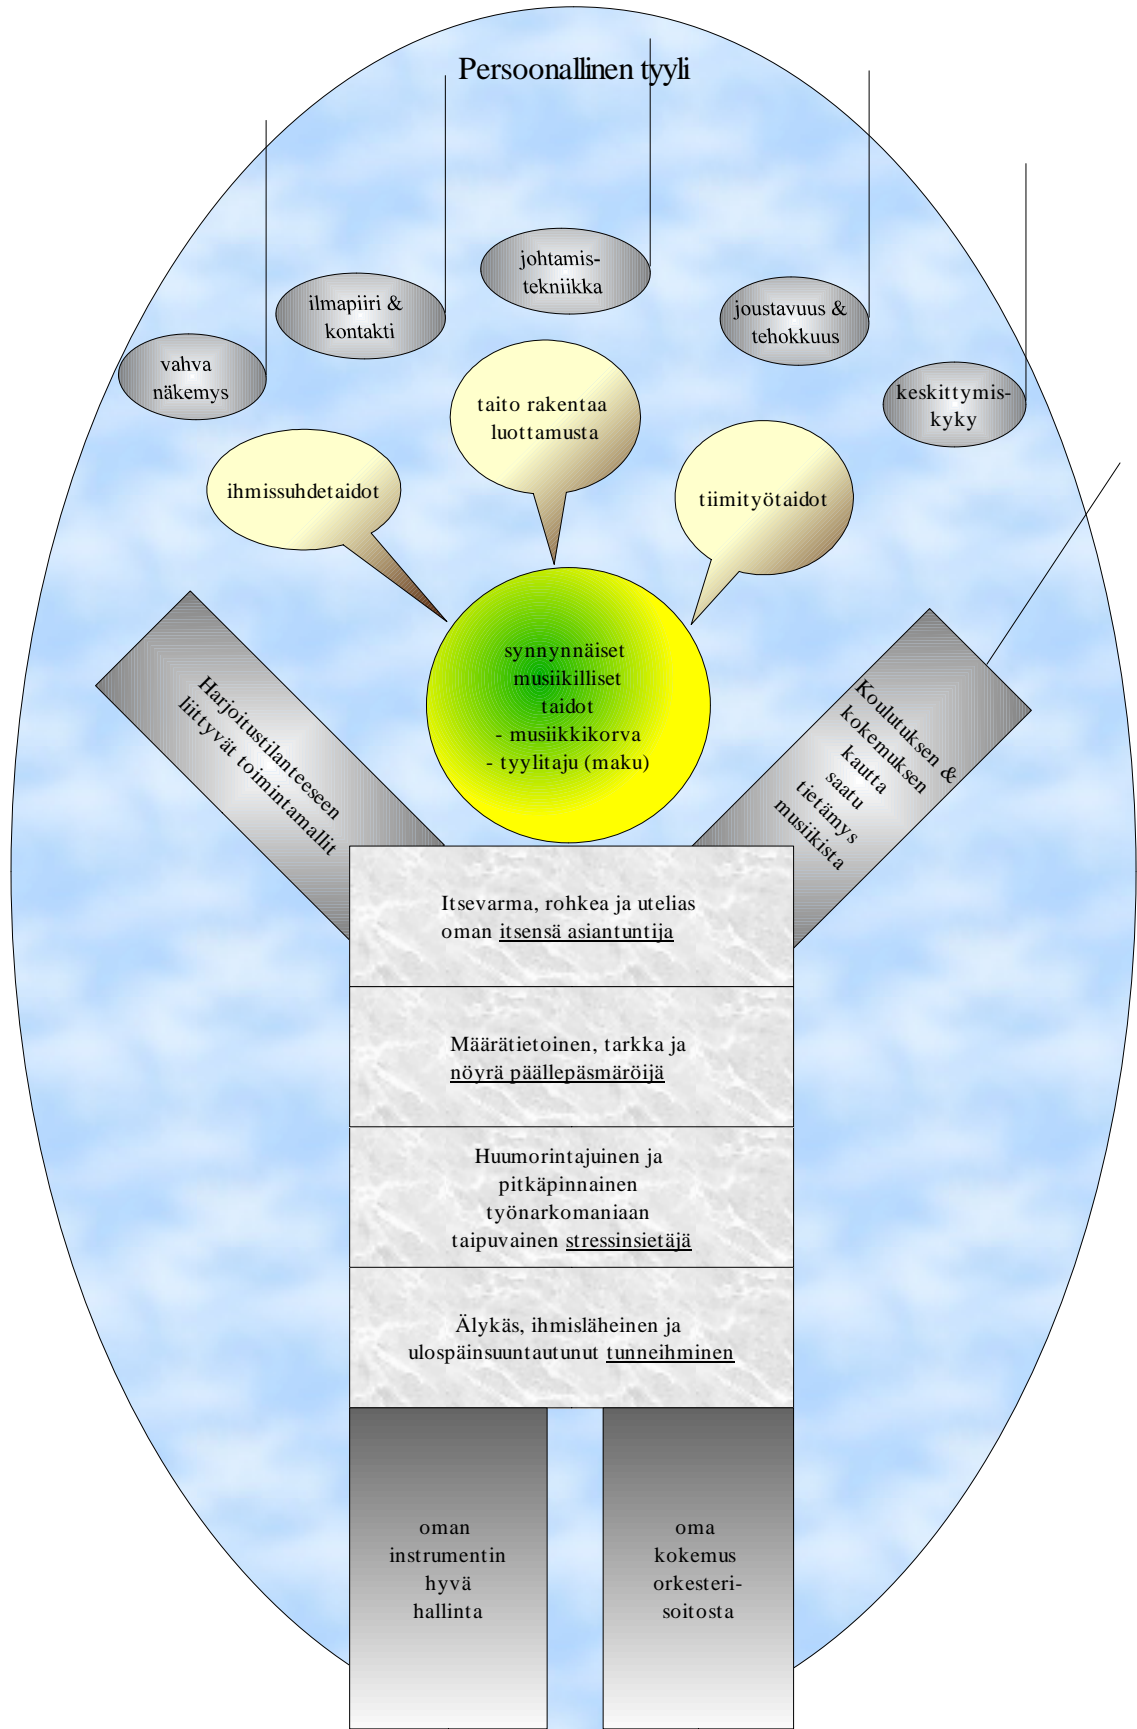 Persoonallinen tyyli
johtamis-
tekniikka
ilmapiiri &
kontakti
joustavuus &
tehokkuus
vahva
näkemys
keskittymis-
kyky
taito rakentaa
luottamusta
ihmissuhdetaidot
tiimityötaidot
synnynnäiset
musiikilliset
taidot
- musiikkikorva
- tyylitaju (maku)
Harjoitustilanteeseen
liittyvät toimintamallit
Koulutuksen &
kokemuksen
kautta
saatu
tietämys
musiikista
Itsevarma, rohkea ja utelias
oman itsensä asiantuntija
Määrätietoinen, tarkka ja
nöyrä päällepäsmäröijä
Huumorintajuinen ja
pitkäpinnainen
työnarkomaniaan
taipuvainen stressinsietäjä
Älykäs, ihmisläheinen ja
ulospäinsuuntautunut tunneihminen
oman
instrumentin
hyvä
hallinta
oma
kokemus
orkesteri-
soitosta